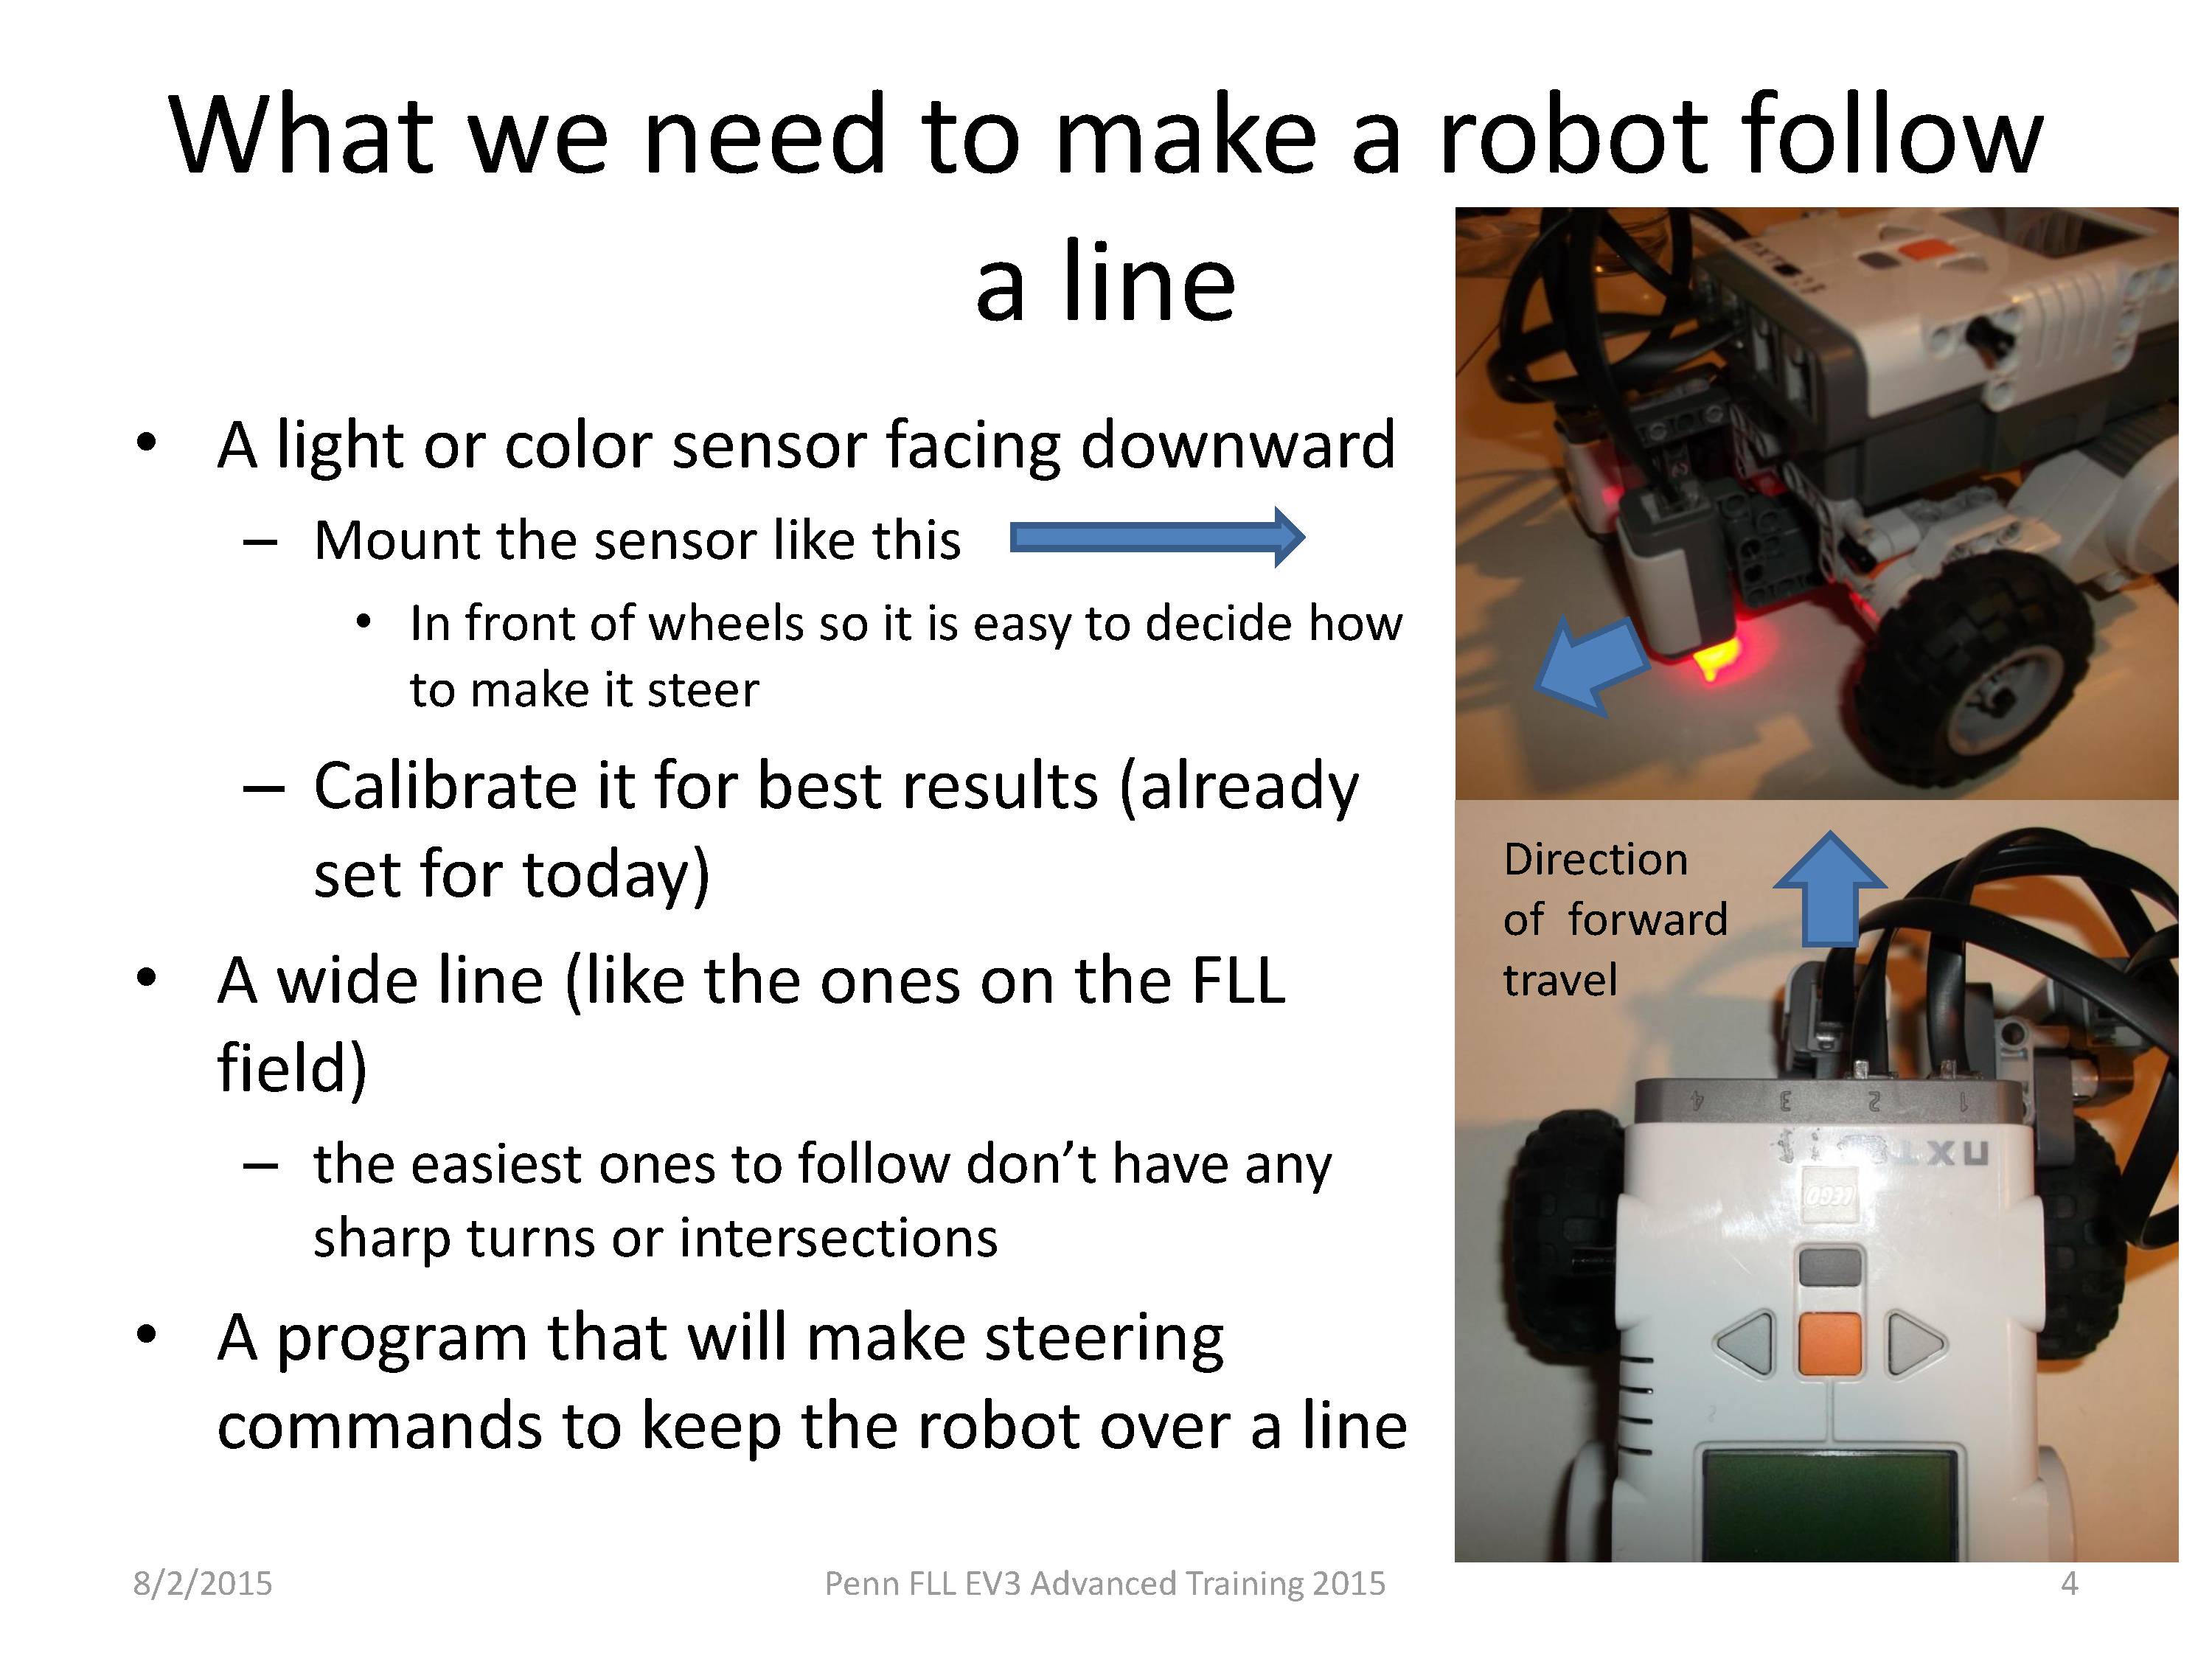 What we need to make a robot follow
a line
• A light or color sensor facing downward
– Mount the sensor like this
• In front of wheels so it is easy to decide how
to make it steer
– Calibrate it for best results (already
set for today)
• A wide line (like the ones on the FLL
field)
– the easiest ones to follow don’t have any
sharp turns or intersections
• A program that will make steering
commands to keep the robot over a line
Direction
of forward
travel
4 3 2 1
NXT
LEGO
8/2/2015
Penn FLL EV3 Advanced Training 2015
4